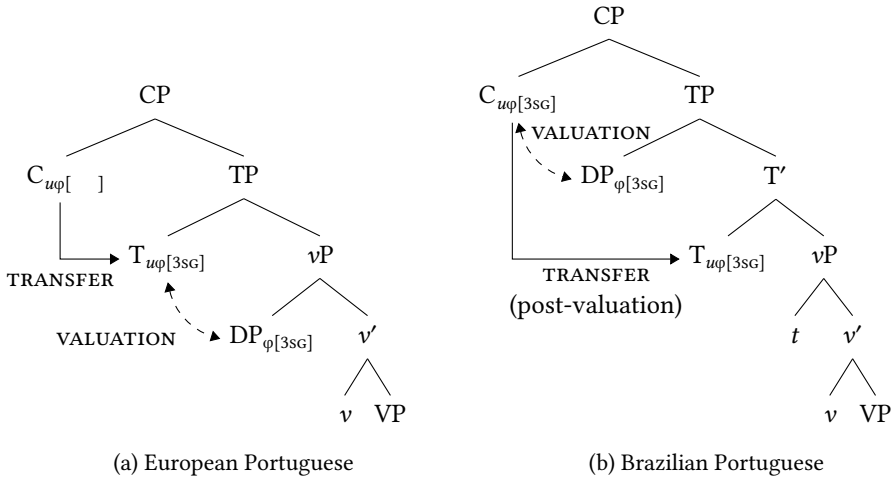 CP
C uφ[ ]
TP
TRANSFER
T uφ[3SG]
vP
VALUATION
DP φ[3SG]
v′
v VP
(a) European Portuguese
CP
C uφ[3SG]
TP
VALUATION
DP φ[3SG]
T′
TRANSFER
(post-valuation)
T uφ[3SG]
vP
t
v′
v VP
(b) Brazilian Portuguese